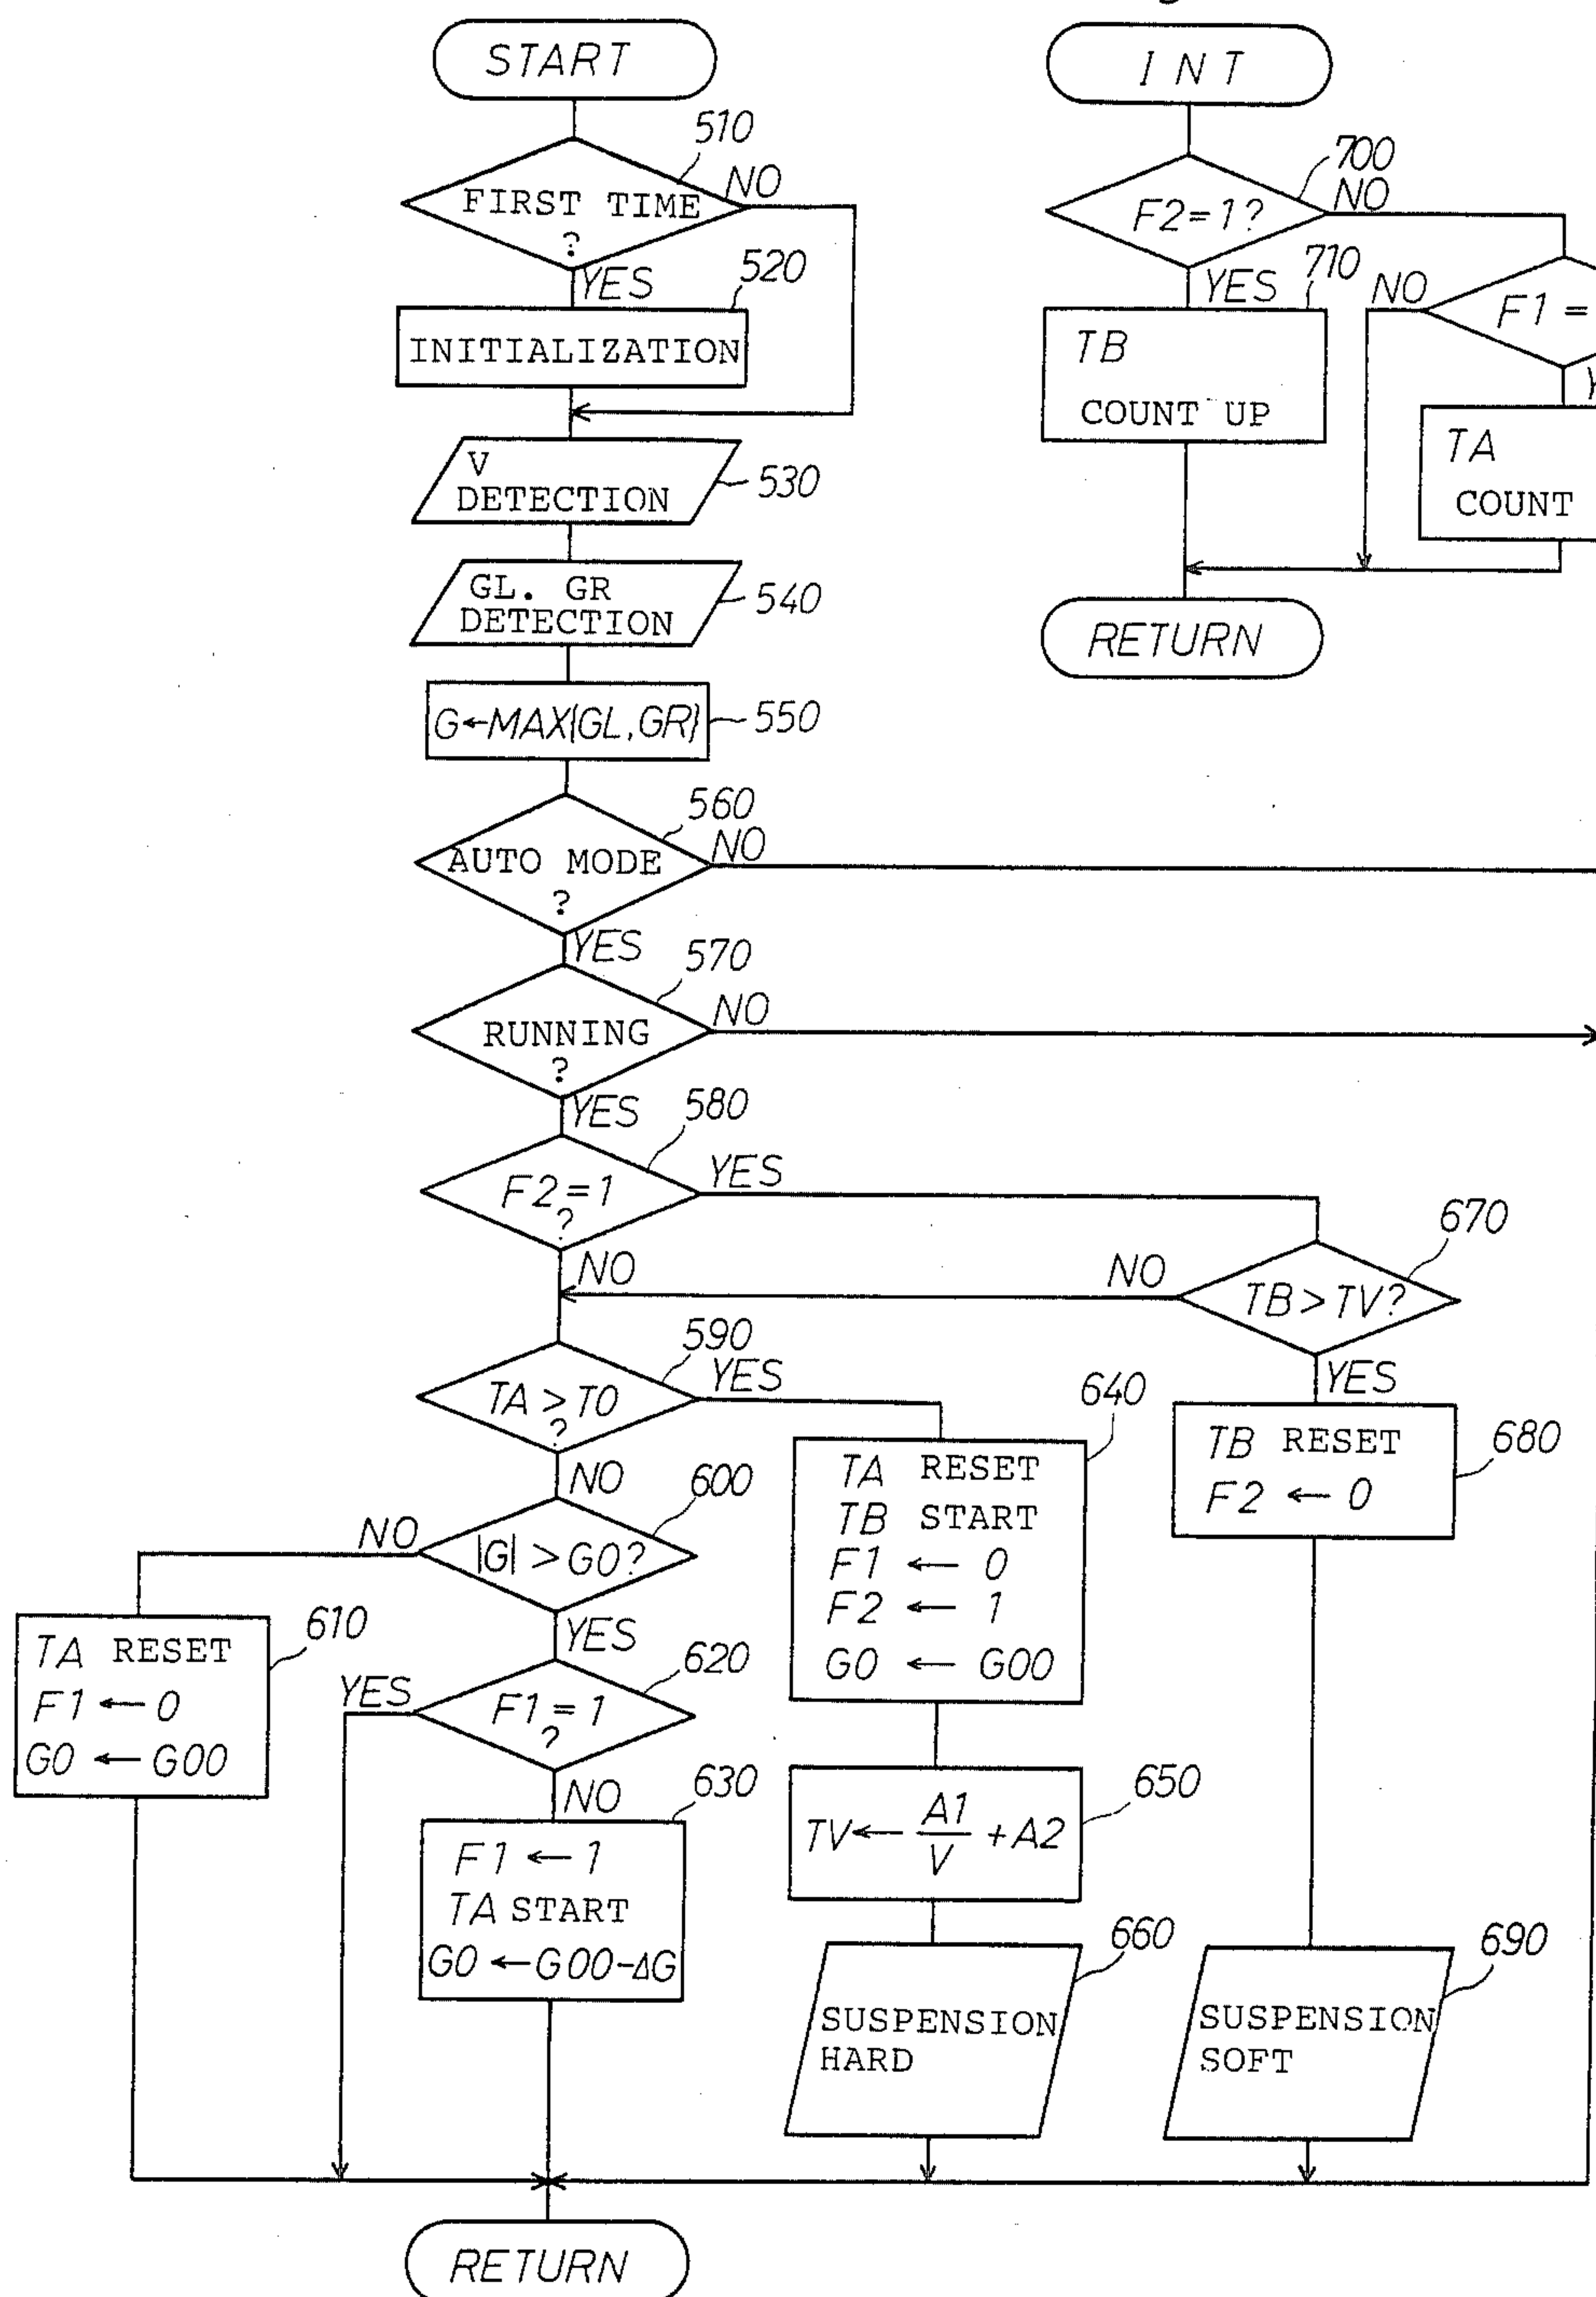 START
510
FIRST TIME
?
NO
YES
520
INITIALIZATION
V
DETECTION
530
GL. GR
DETECTION
540
G←MAX{GL,GR}
550
560
AUTO MODE
?
NO
YES
570
RUNNING
?
NO
YES
580
F2=1
?
YES
NO
670
TB>TV?
NO
YES
590
TA>T0
?
YES
NO
600
|G|>G0?
NO
YES
610
TA RESET
F1←0
G0←G00
620
F1=1
?
YES
NO
630
F1←1
TA START
G0←G00-ΔG
640
TA RESET
TB START
F1←0
F2←1
G0←G00
650
TV←A1/V+A2
660
SUSPENSION
HARD
680
TB RESET
F2←0
690
SUSPENSION
SOFT
RETURN
INT
700
F2=1?
NO
YES
710
TB
COUNT UP
NO
F1=
TA
COUNT
RETURN